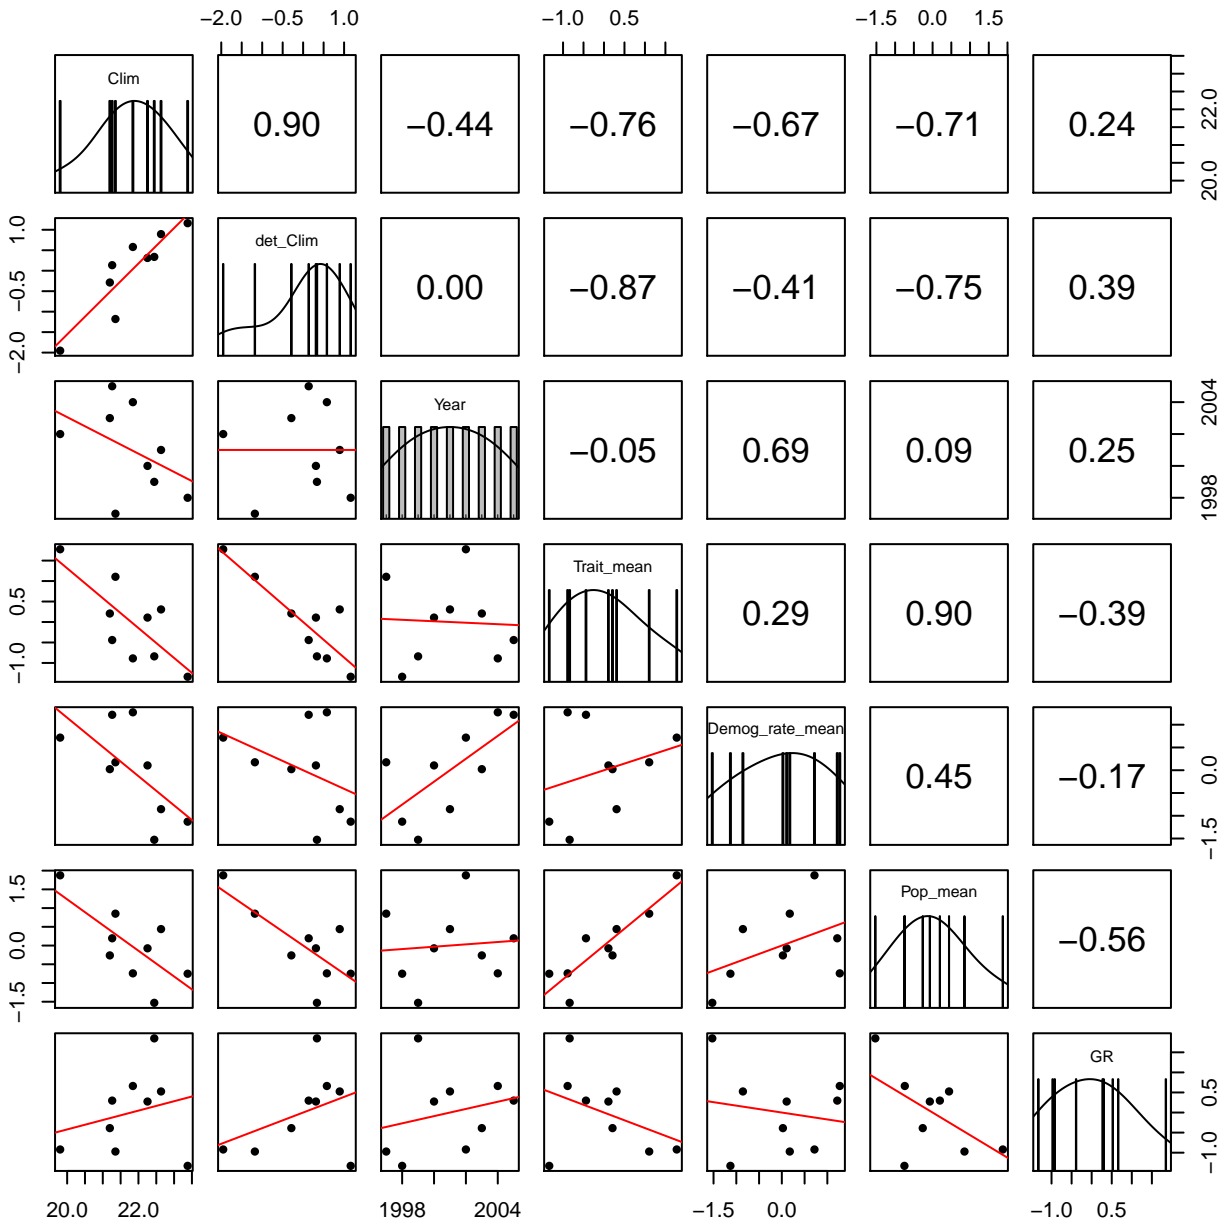 −2.0 −0.5 1.0 −1.0 0.5 −1.5 0.0 1.5
Clim 0.90 −0.44 −0.76 −0.67 −0.71 0.24 20.0 22.0
−2.0 −0.5 1.0 det_Clim 0.00 −0.87 −0.41 −0.75 0.39
Year −0.05 0.69 0.09 0.25 1998 2004
−1.0 0.5 Trait_mean 0.29 0.90 −0.39
Demog_rate_mean 0.45 −0.17 −1.5 0.0
−1.5 0.0 1.5 Pop_mean −0.56
GR −1.0 0.5
20.0 22.0 1998 2004 −1.5 0.0 −1.0 0.5